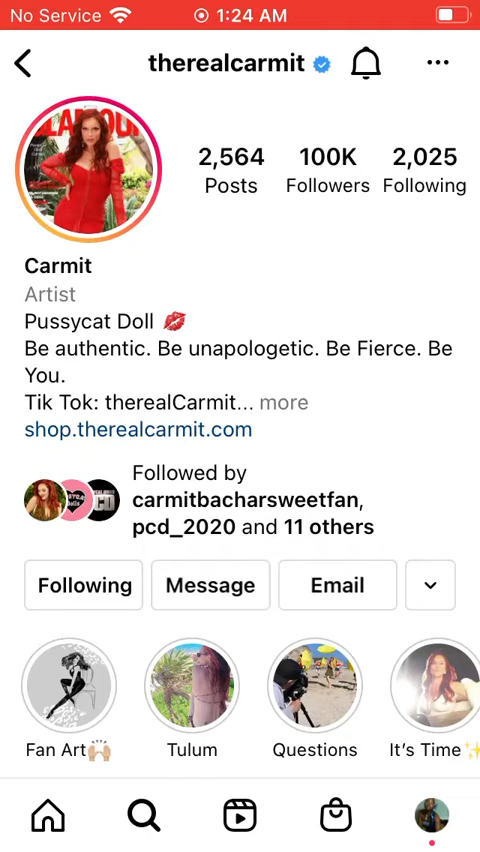 No Service 1:24 AM
therealcarmit
GLAMOUR
2,564 100K 2,025
Posts Followers Following
Carmit
Artist
Pussycat Doll 💋
Be authentic. Be unapologetic. Be Fierce. Be
You.
Tik Tok: therealCarmit... more
shop.therealcarmit.com
Followed by
carmitbacharsweetfan,
pcd_2020 and 11 others
Following Message Email
Fan Art🙌🏼 Tulum Questions It's Time✨